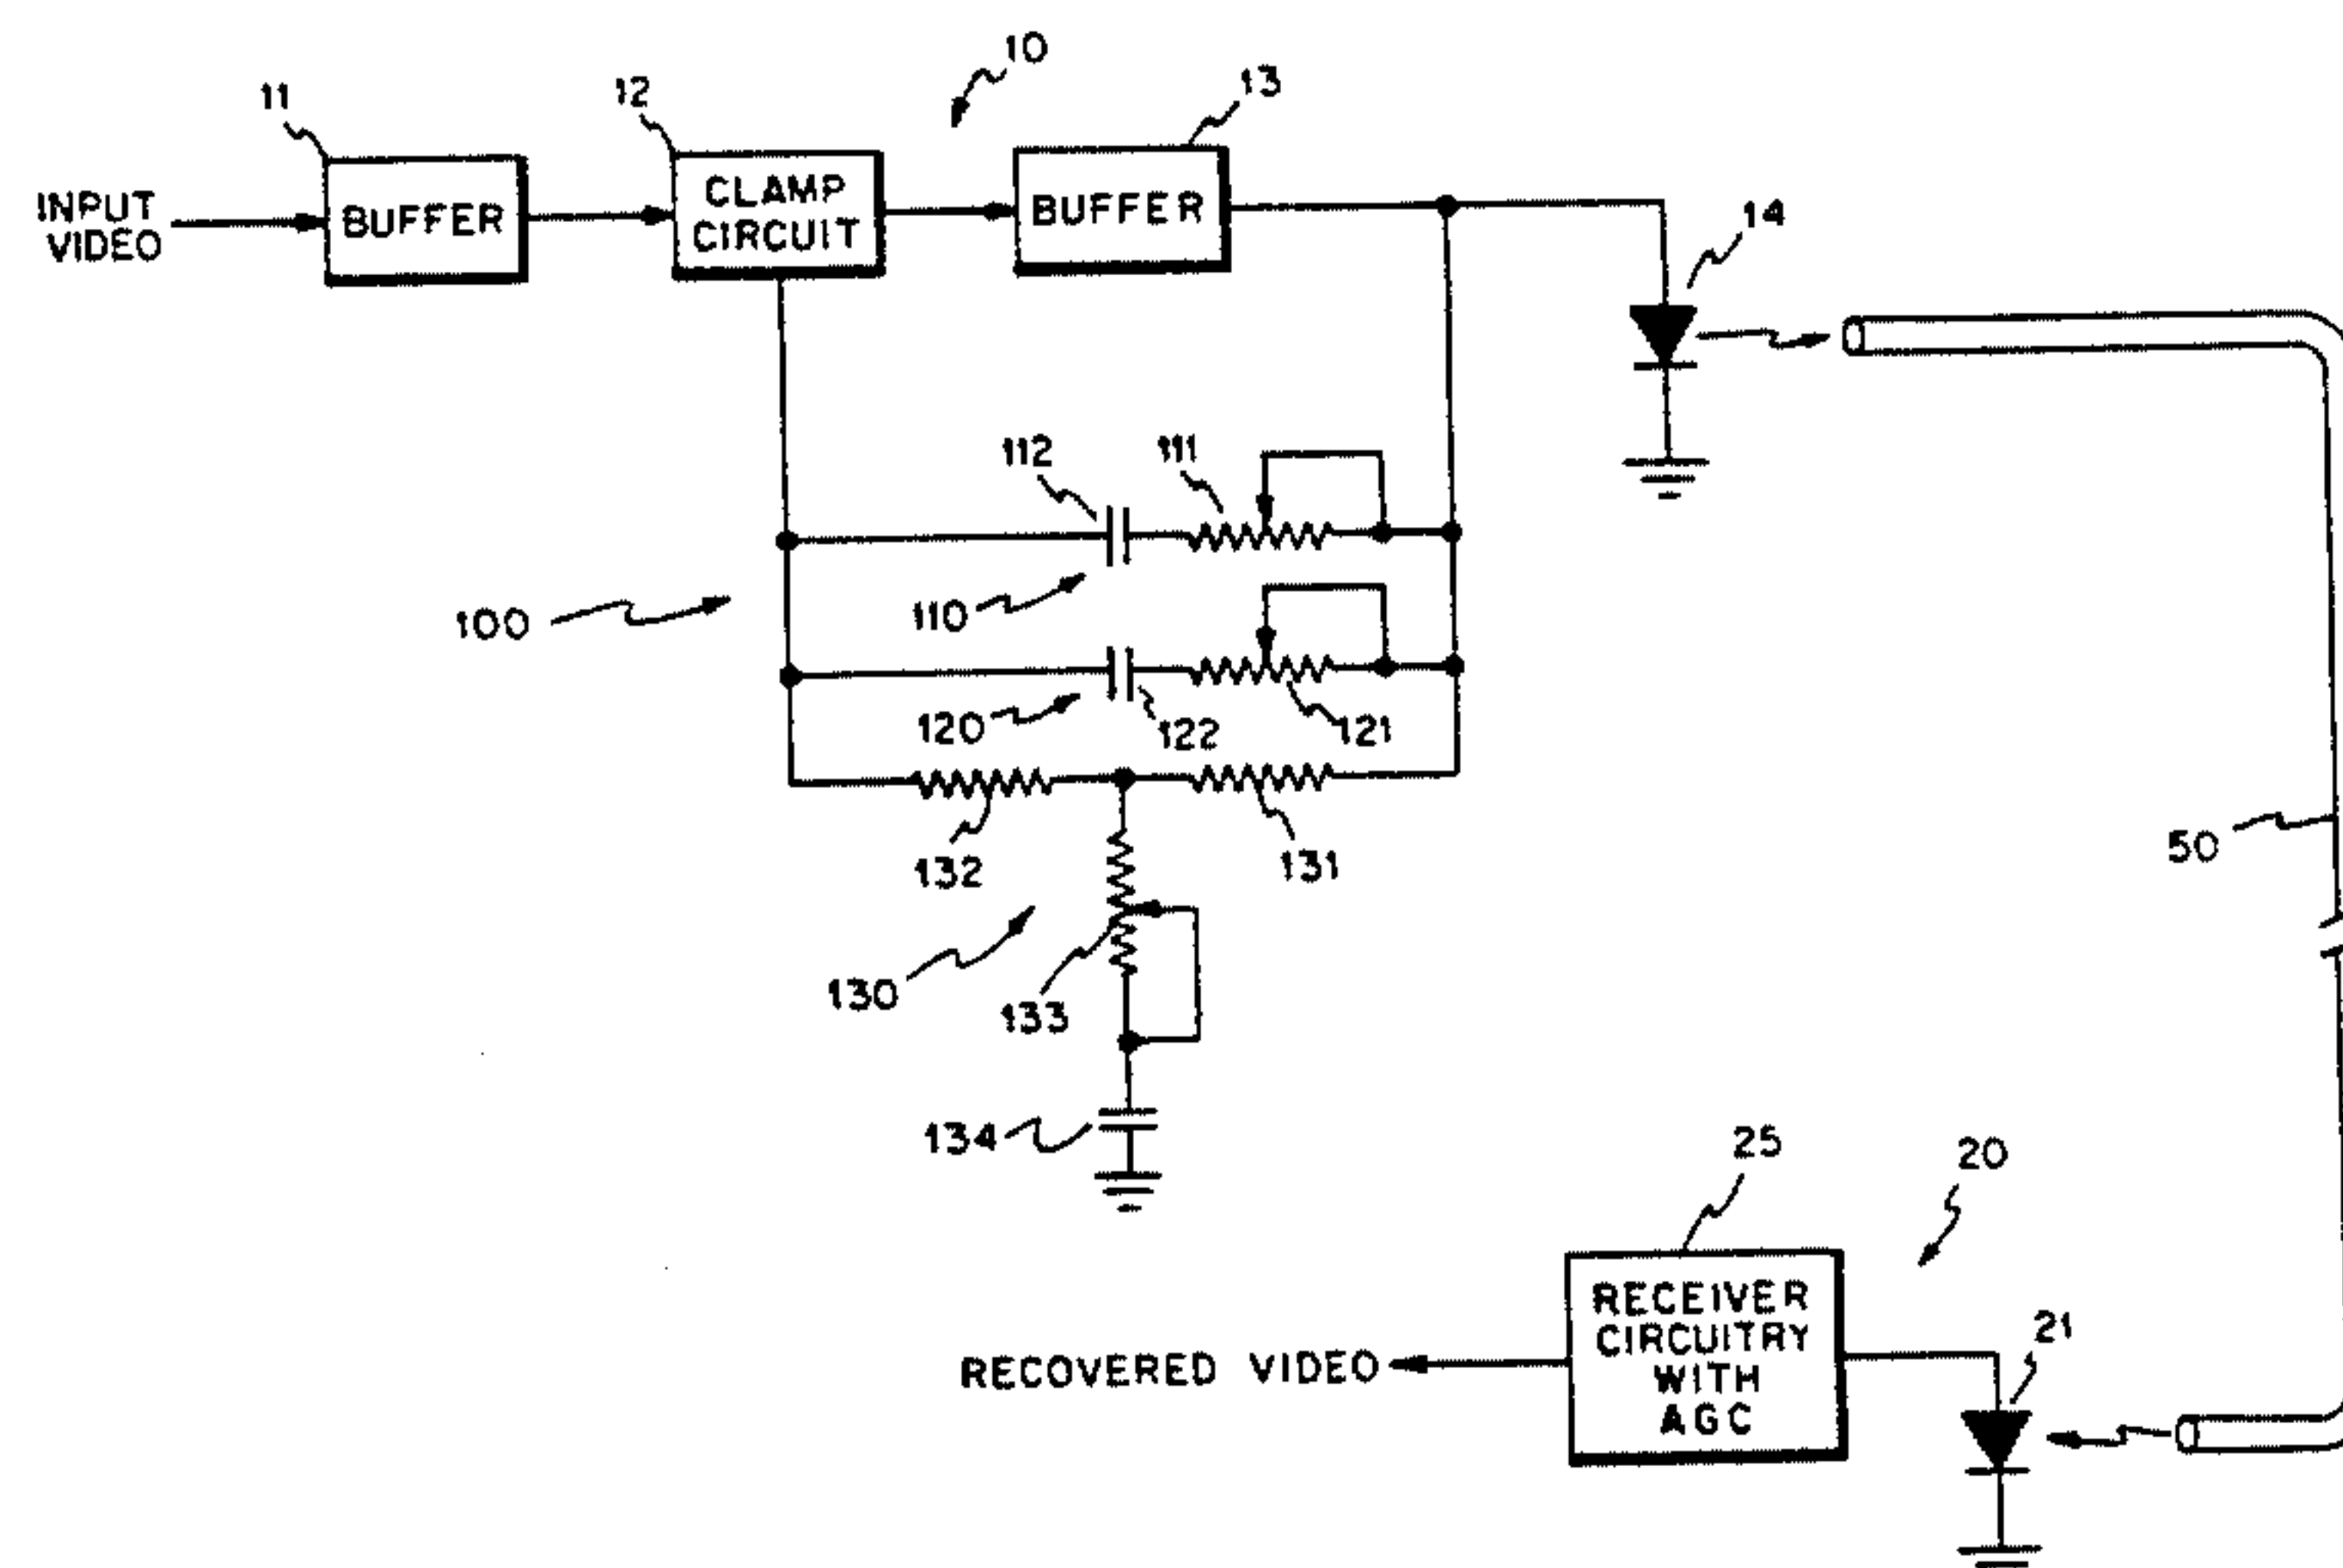 10
11
12
13
INPUT
VIDEO
BUFFER
CLAMP
CIRCUIT
BUFFER
14
112
111
100
110
120
122
121
132
131
50
130
133
134
25
20
RECEIVER
CIRCUITRY
WITH
AGC
21
RECOVERED VIDEO